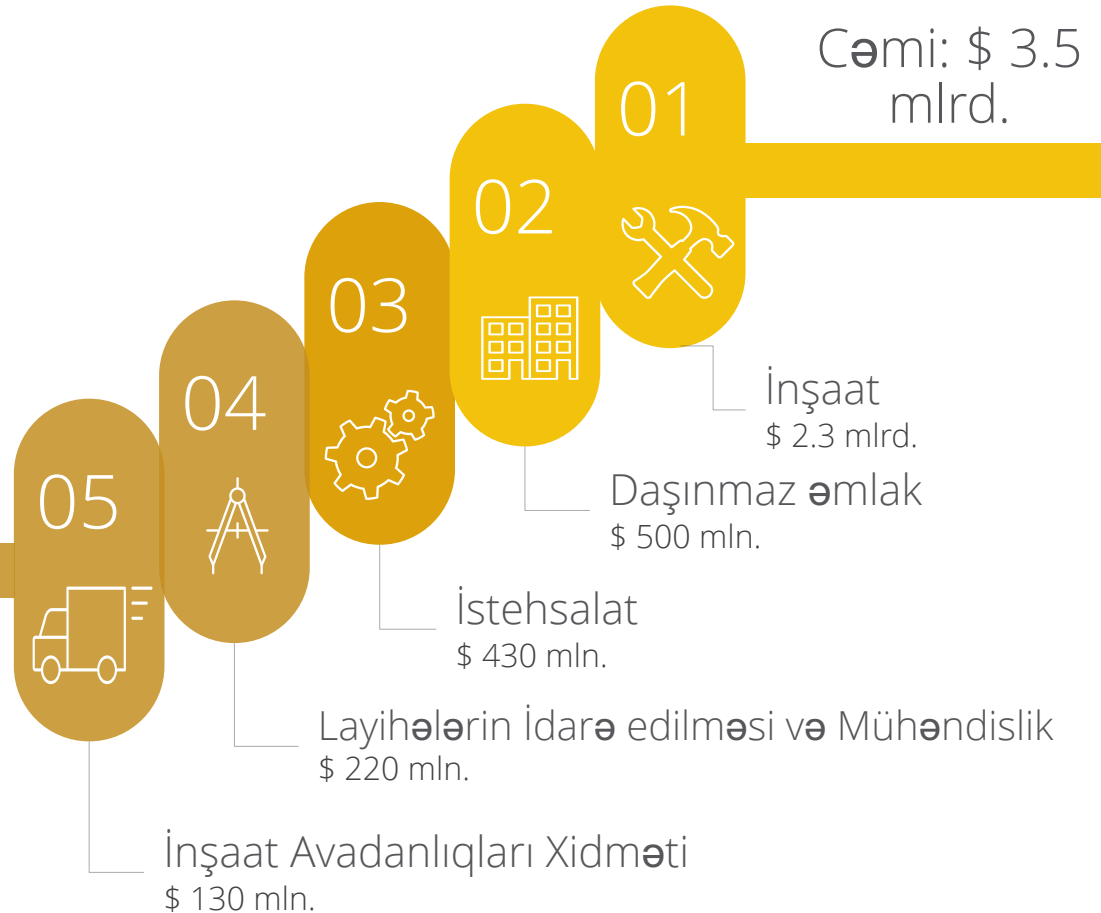 Cəmi: $ 3.5
mlrd.
01
İnşaat
$ 2.3 mlrd.
02
Daşınmaz əmlak
$ 500 mln.
03
İstehsalat
$ 430 mln.
04
Layihələrin İdarə edilməsi və Mühəndislik
$ 220 mln.
05
İnşaat Avadanlıqları Xidməti
$ 130 mln.